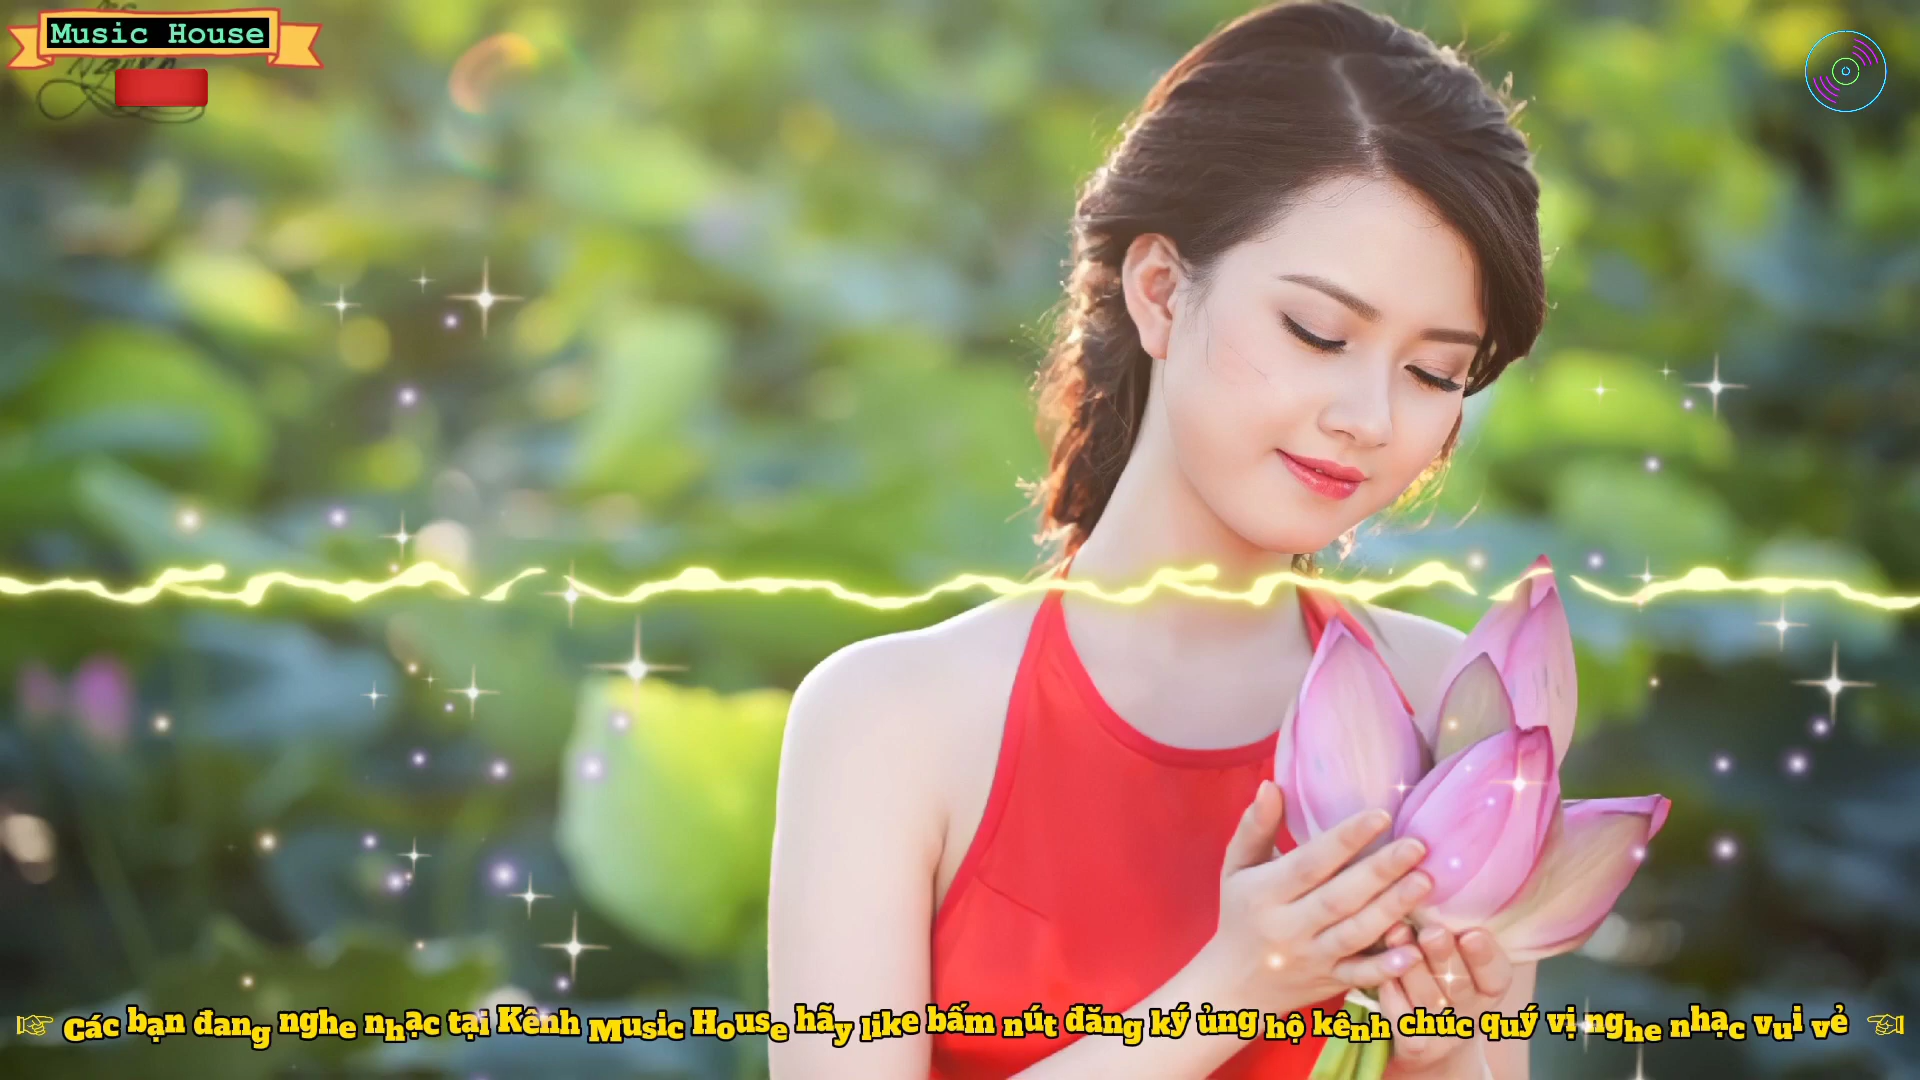 Music House
☞ Các bạn đang nghe nhạc tại Kênh Music House hãy like bấm nút đăng ký ủng hộ kênh chúc quý vị nghe nhạc vui vẻ ☜